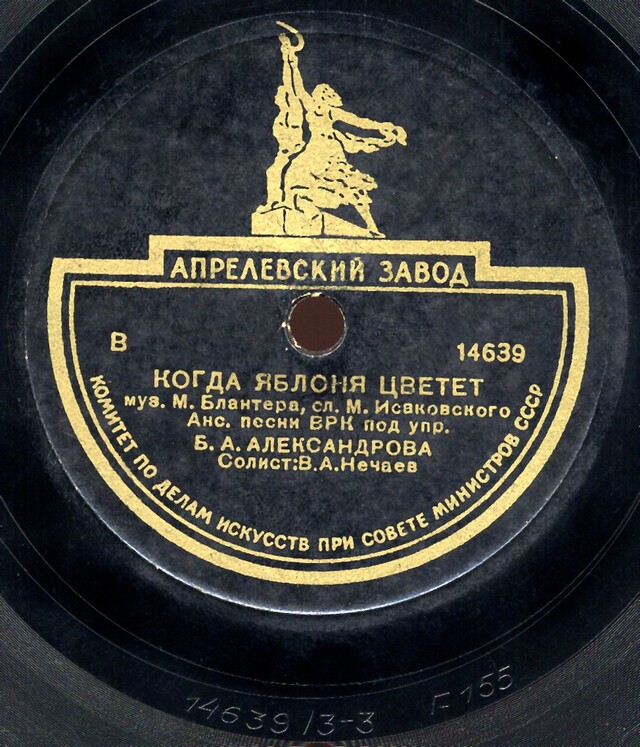 АПРЕЛЕВСКИЙ ЗАВОД
В
14639
КОГДА ЯБЛОНЯ ЦВЕТЕТ
муз. М. Блантера, сл. М. Исаковского
Анс. песни ВРК под упр.
Б. А. АЛЕКСАНДРОВА
Солист: В.А.Нечаев
КОМИТЕТ ПО ДЕЛАМ ИСКУССТВ ПРИ СОВЕТЕ МИНИСТРОВ СССР
14639/3-3 Г155